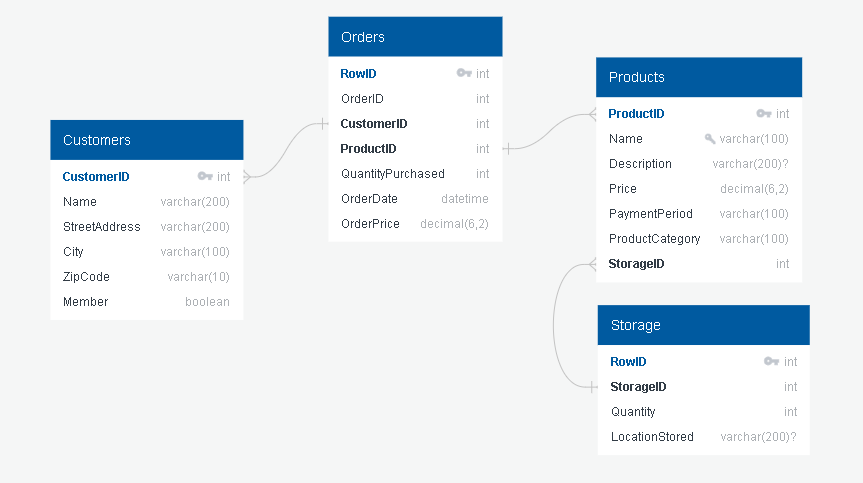 Orders
RowID int
OrderID int
CustomerID int
ProductID int
QuantityPurchased int
OrderDate datetime
OrderPrice decimal(6,2)
Products
ProductID int
Name varchar(100)
Description varchar(200)?
Price decimal(6,2)
PaymentPeriod varchar(100)
ProductCategory varchar(100)
StorageID int
Customers
CustomerID int
Name varchar(200)
StreetAddress varchar(200)
City varchar(100)
ZipCode varchar(10)
Member boolean
Storage
RowID int
StorageID int
Quantity int
LocationStored varchar(200)?